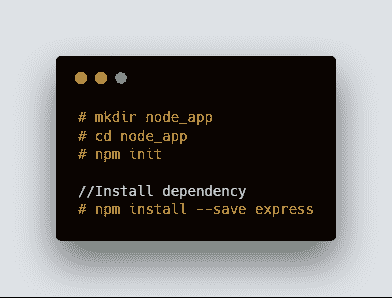 # mkdir node_app
# cd node_app
# npm init
//Install dependency
# npm install --save express